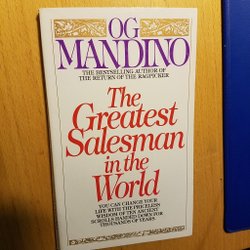 OG
MANDINO
THE BESTSELLING AUTHOR OF
THE RETURN OF THE RAGPICKER
The
Greatest
Salesman
in the
World
YOU CAN CHANGE YOUR
LIFE WITH THE PRICELESS
WISDOM OF TEN ANCIENT
SCROLLS HANDED DOWN FOR
THOUSANDS OF YEARS